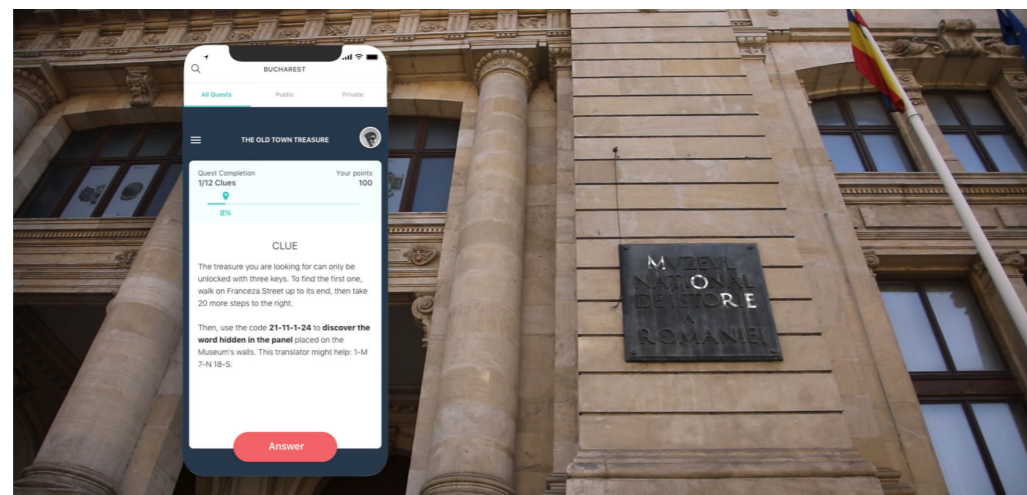 BUCHAREST
All Quests
Public
Private
THE OLD TOWN TREASURE
Quest Completion
Your points
1/12 Clues
100
8%
CLUE
The treasure you are looking for can only be
unlocked with three keys. To find the first one,
walk on Franceza Street up to its end, then take
20 more steps to the right.
Then, use the code 21-11-1-24 to discover the
word hidden in the panel placed on the
Museum's walls. This translator might help: 1-M
7-N 18-S.
Answer
MVZEVL
NATIONAL
DE ISTORIE
A
ROMANIEI